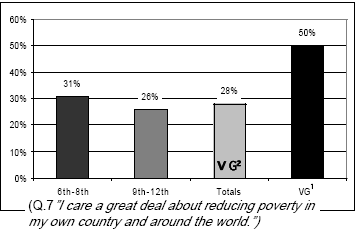 60%
50%
40%
30%
20%
10%
0%
31%
26%
28%
50%
V G²
6th-8th 9th-12th Totals VG¹
(Q.7 "I care a great deal about reducing poverty in
my own country and around the world.")